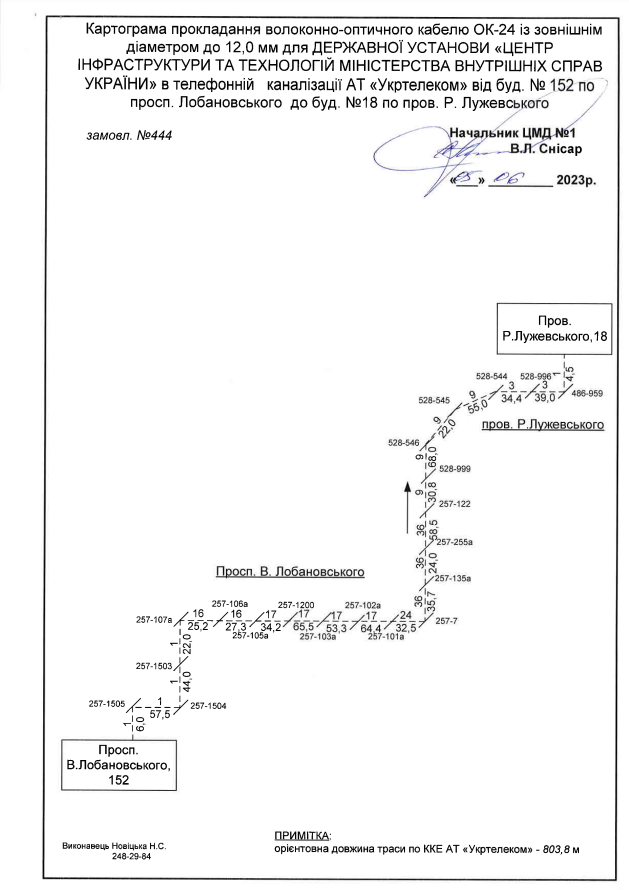 Картограма прокладання волоконно-оптичного кабелю ОК-24 із зовнішнім
діаметром до 12,0 мм для ДЕРЖАВНОЇ УСТАНОВИ «ЦЕНТР
ІНФРАСТРУКТУРИ ТА ТЕХНОЛОГІЙ МІНІСТЕРСТВА ВНУТРІШНІХ СПРАВ
УКРАЇНИ» в телефонній каналізації АТ «Укртелеком» від буд. № 152 по
просп. Лобановського до буд. №18 по пров. Р. Лужевського
замовл. №444
Начальник ЦМД №1
В.Л. Снісар
«05» 06 2023р.
Пров.
Р.Лужевського,18
1
4,5
528-544
528-996
486-959
3
39,0
3
34,4
9
55,0
528-545
9
22,0
пров. Р.Лужевського
528-546
9
68,0
528-999
9
30,8
257-122
36
58,5
257-255а
36
24,0
257-135а
36
35,7
257-7
Просп. В. Лобановського
257-107а
16
25,2
257-106а
16
27,3
257-105а
17
34,2
257-1200
17
65,5
257-103а
17
53,3
257-102а
17
64,4
257-101а
24
32,5
1
22,0
257-1503
1
44,0
257-1504
1
57,5
257-1505
1
6,0
Просп.
В.Лобановського,
152
ПРИМІТКА:
орієнтовна довжина траси по ККЕ АТ «Укртелеком» - 803,8 м
Виконавець Новіцька Н.С.
248-29-84